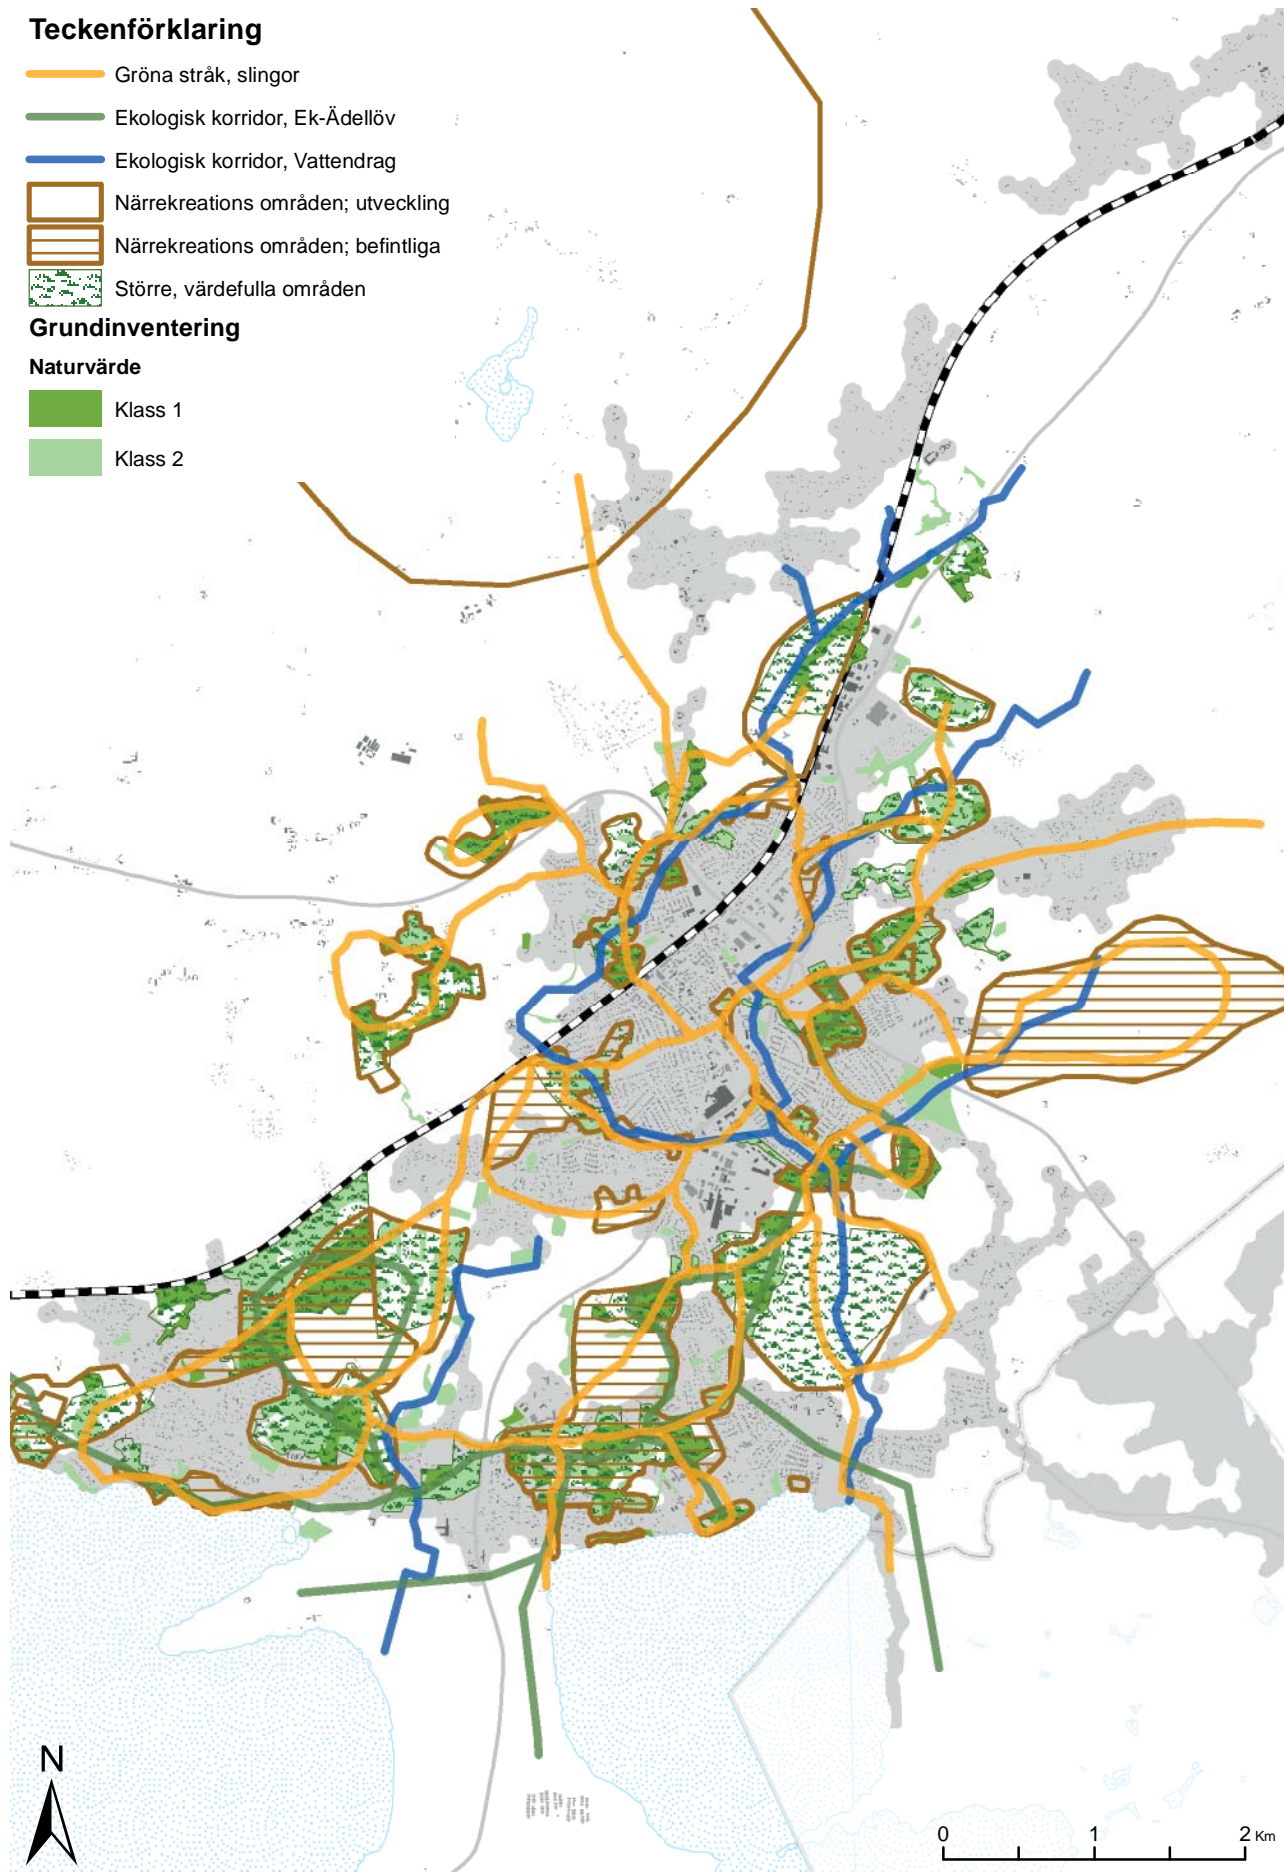 Teckenförklaring
Gröna stråk, slingor
Ekologisk korridor, Ek-Ädellöv
Ekologisk korridor, Vattendrag
Närrekreations områden; utveckling
Närrekreations områden; befintliga
Större, värdefulla områden
Grundinventering
Naturvärde
Klass 1
Klass 2
N
0 1 2 Km